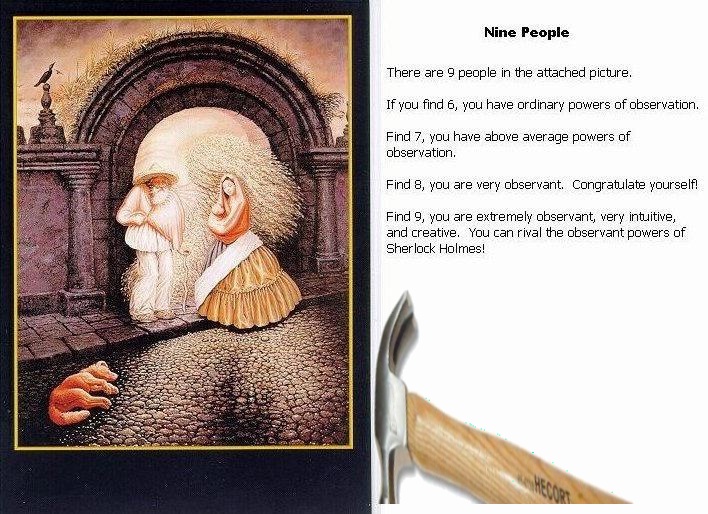 Nine People
There are 9 people in the attached picture.
If you find 6, you have ordinary powers of observation.
Find 7, you have above average powers of
observation.
Find 8, you are very observant.  Congratulate yourself!
Find 9, you are extremely observant, very intuitive,
and creative.  You can rival the observant powers of
Sherlock Holmes!
HECORT